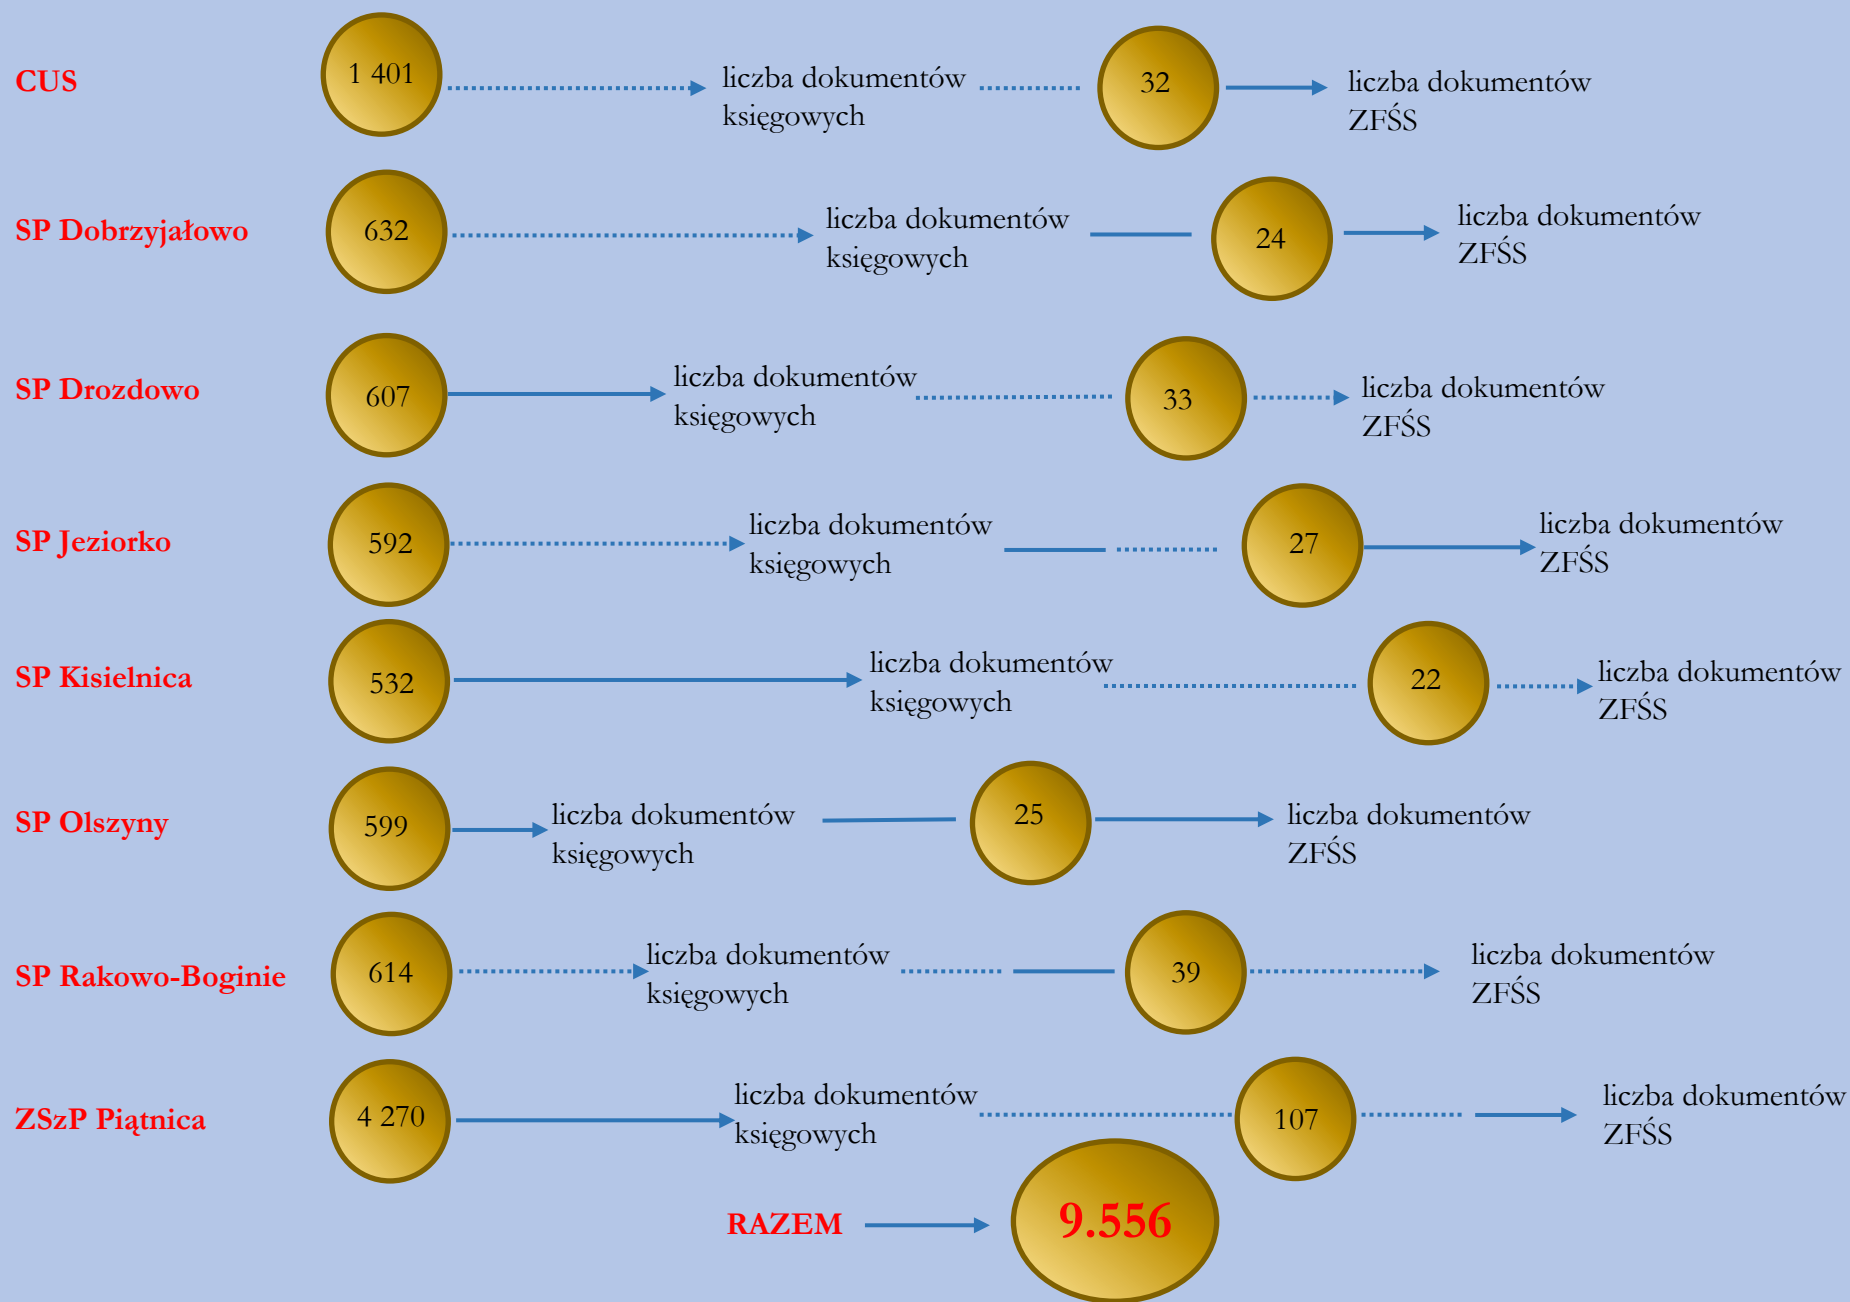 CUS
1 401
liczba dokumentów
księgowych
32
liczba dokumentów
ZFŚS
SP Dobrzyjałowo
632
liczba dokumentów
księgowych
24
liczba dokumentów
ZFŚS
SP Drozdowo
607
liczba dokumentów
księgowych
33
liczba dokumentów
ZFŚS
SP Jeziorko
592
liczba dokumentów
księgowych
27
liczba dokumentów
ZFŚS
SP Kisielnica
532
liczba dokumentów
księgowych
22
liczba dokumentów
ZFŚS
SP Olszyny
599
liczba dokumentów
księgowych
25
liczba dokumentów
ZFŚS
SP Rakowo-Boginie
614
liczba dokumentów
księgowych
39
liczba dokumentów
ZFŚS
ZSzP Piątnica
4 270
liczba dokumentów
księgowych
107
liczba dokumentów
ZFŚS
RAZEM
9.556